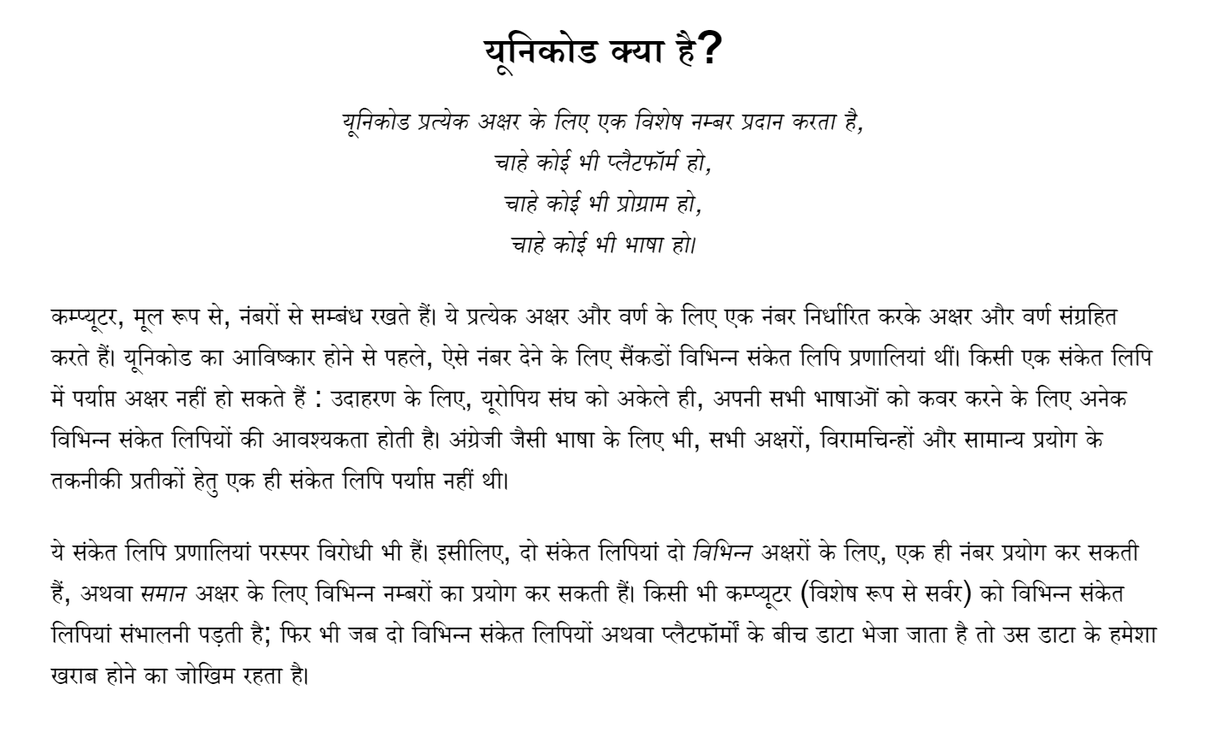 यूनिकोड क्या है?
यूनिकोड प्रत्येक अक्षर के लिए एक विशेष नम्बर प्रदान करता है,
चाहे कोई भी प्लैटफॉर्म हो,
चाहे कोई भी प्रोग्राम हो,
चाहे कोई भी भाषा हो।
कम्प्यूटर, मूल रूप से, नंबरों से सम्बंध रखते हैं। ये प्रत्येक अक्षर और वर्ण के लिए एक नंबर निर्धारित करके अक्षर और वर्ण संग्रहित
करते हैं। यूनिकोड का आविष्कार होने से पहले, ऐसे नंबर देने के लिए सैंकडों विभिन्न संकेत लिपि प्रणालियां थीं। किसी एक संकेत लिपि
में पर्याप्त अक्षर नहीं हो सकते हैं : उदाहरण के लिए, यूरोपिय संघ को अकेले ही, अपनी सभी भाषाऒं को कवर करने के लिए अनेक
विभिन्न संकेत लिपियों की आवश्यकता होती है। अंग्रेजी जैसी भाषा के लिए भी, सभी अक्षरों, विरामचिन्हों और सामान्य प्रयोग के
तकनीकी प्रतीकों हेतु एक ही संकेत लिपि पर्याप्त नहीं थी।
ये संकेत लिपि प्रणालियां परस्पर विरोधी भी हैं। इसीलिए, दो संकेत लिपियां दो विभिन्न अक्षरों के लिए, एक ही नंबर प्रयोग कर सकती
हैं, अथवा समान अक्षर के लिए विभिन्न नम्बरों का प्रयोग कर सकती हैं। किसी भी कम्प्यूटर (विशेष रूप से सर्वर) को विभिन्न संकेत
लिपियां संभालनी पड़ती है; फिर भी जब दो विभिन्न संकेत लिपियों अथवा प्लैटफॉर्मों के बीच डाटा भेजा जाता है तो उस डाटा के हमेशा
खराब होने का जोखिम रहता है।